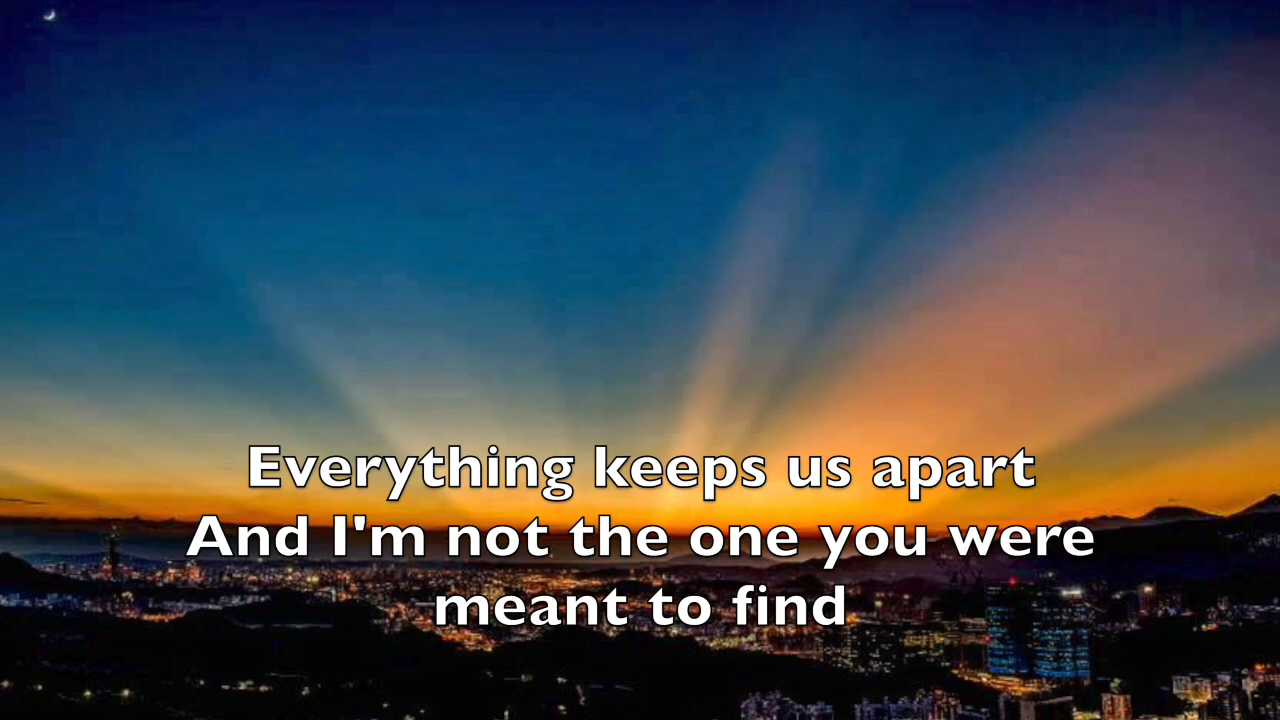 Everything keeps us apart
And I'm not the one you were
meant to find